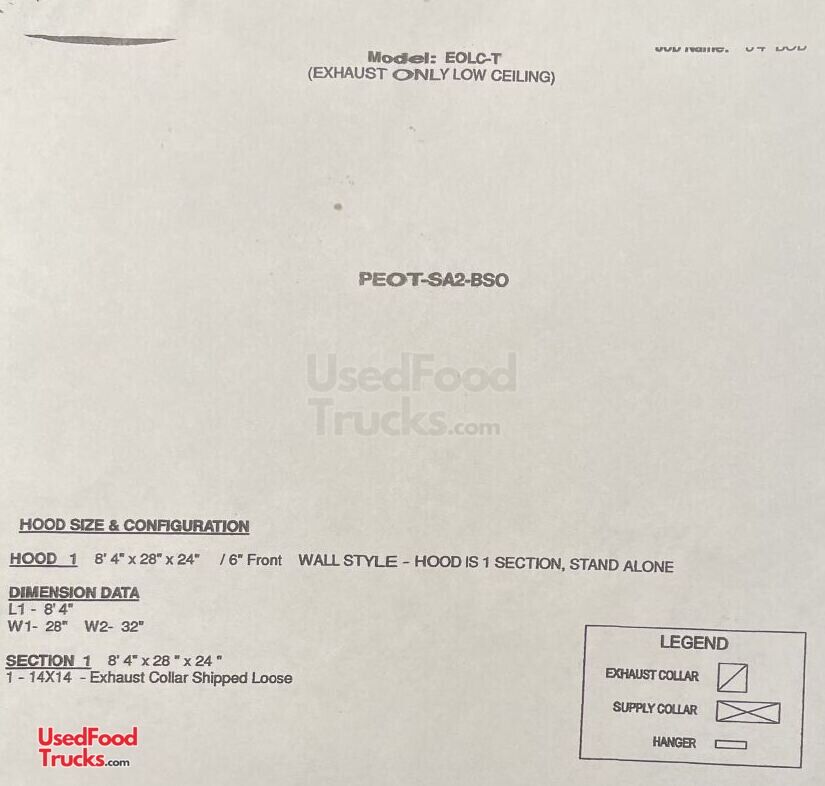 Model: EOLC-T
(EXHAUST ONLY LOW CEILING)
PEOT-SA2-BSO
UsedFood
Trucks.com
HOOD SIZE & CONFIGURATION
HOOD 1 8' 4" x 28" x 24" / 6" Front WALL STYLE - HOOD IS 1 SECTION, STAND ALONE
DIMENSION DATA
L1 - 8' 4"
W1- 28" W2- 32"
SECTION 1 8' 4" x 28 " x 24 "
1 - 14X14 - Exhaust Collar Shipped Loose
LEGEND
EXHAUST COLLAR
SUPPLY COLLAR
HANGER
UsedFood
Trucks.com